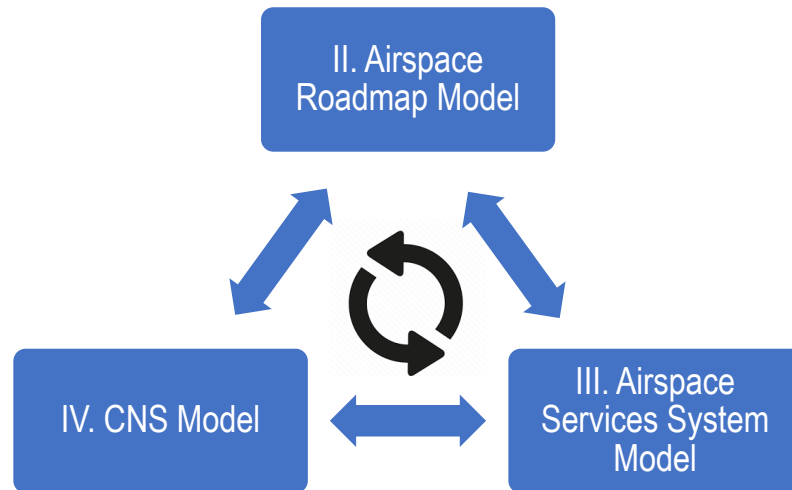 II. Airspace
Roadmap Model
IV. CNS Model
III. Airspace
Services System
Model